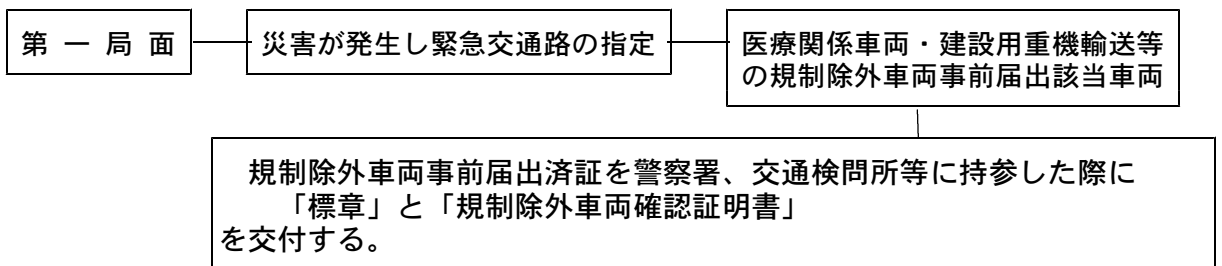 第一局面
災害が発生し緊急交通路の指定
医療関係車両・建設用重機輸送等
の規制除外車両事前届出該当車両
規制除外車両事前届出済証を警察署、交通検問所等に持参した際に
「標章」と「規制除外車両確認証明書」
を交付する。